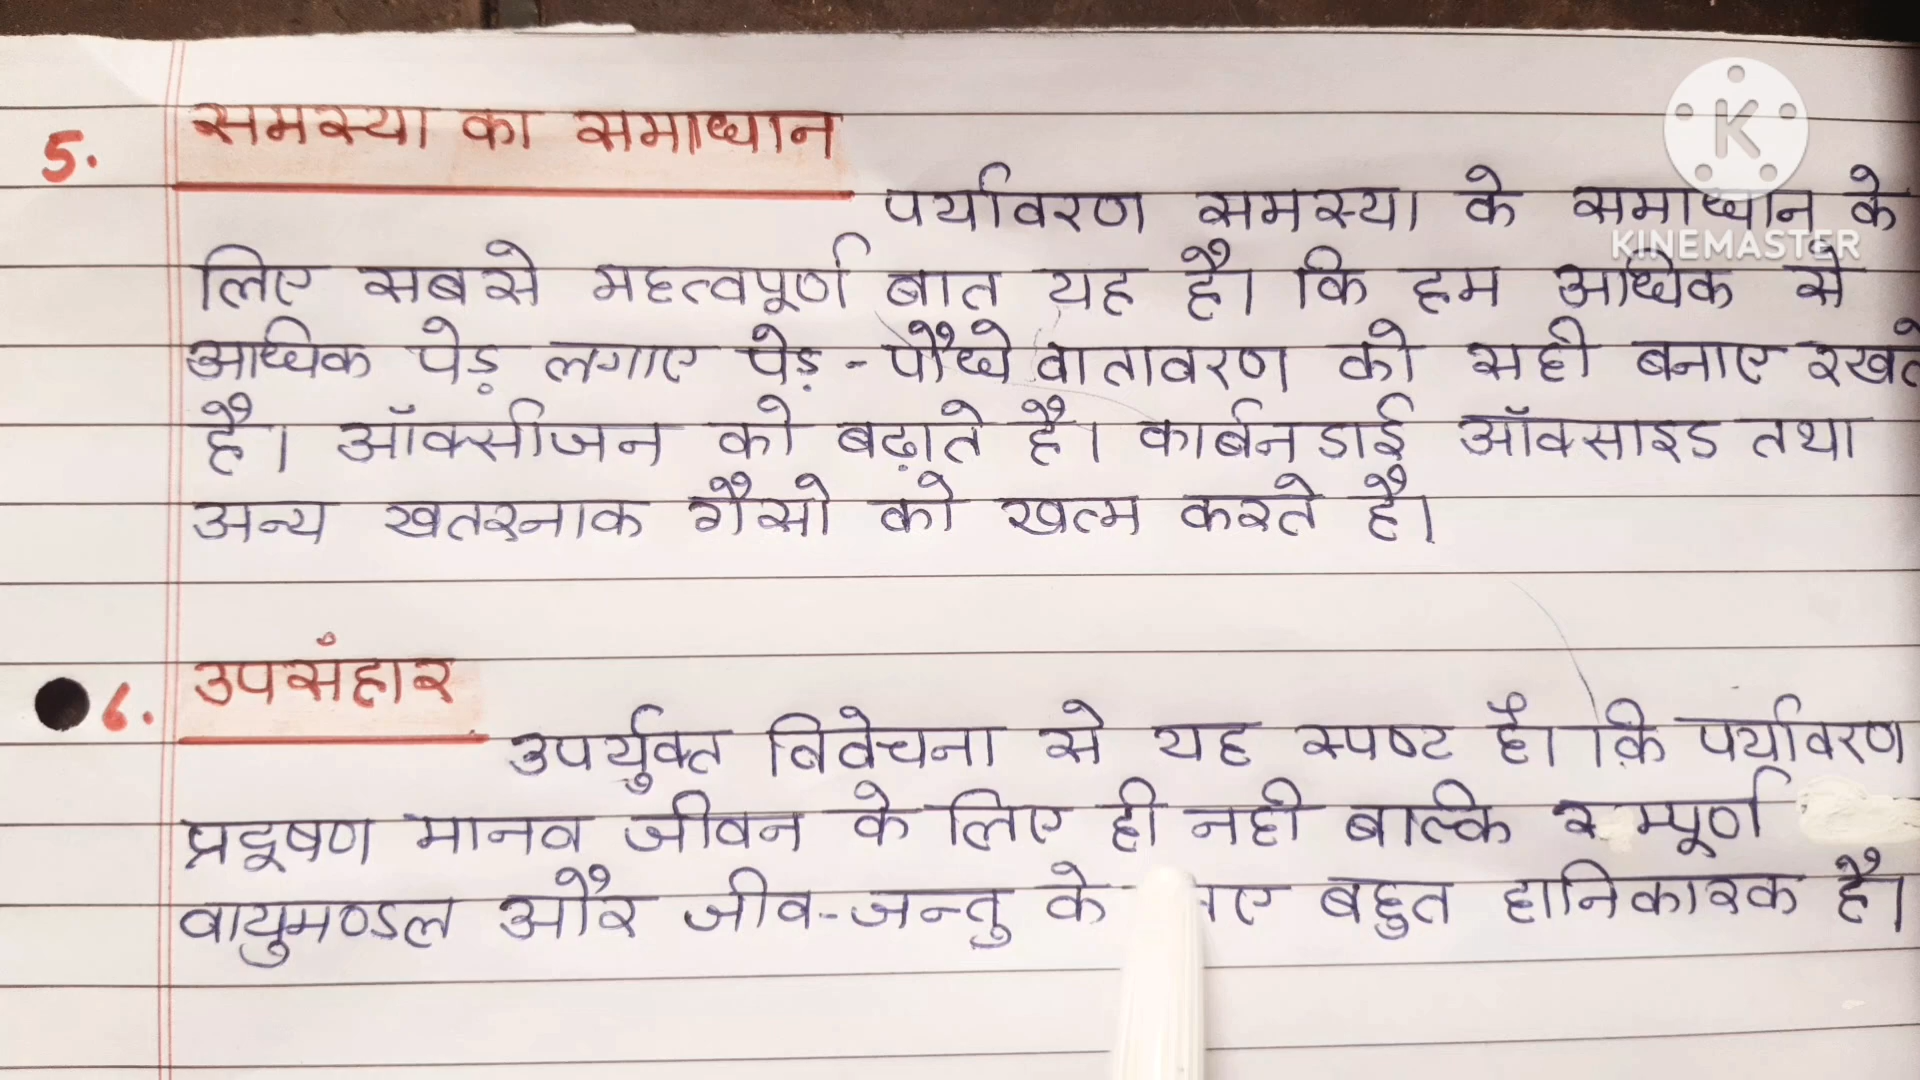 5. समस्या का समाधान
पर्यावरण समस्या के समाधान के
लिए सबसे महत्वपूर्ण बात यह है। कि हम अधिक से
अधिक पेड़ लगाए पेड़-पौधे वातावरण को सही बनाए रखते
है। ऑक्सीजन को बढ़ाते है। कार्बन डाई ऑक्साइड तथा
अन्य खतरनाक गैसो को खत्म करते है।
6. उपसंहार
उपर्युक्त विवेचना से यह स्पष्ट है। कि पर्यावरण
प्रदूषण मानव जीवन के लिए ही नही बल्कि सम्पूर्ण
वायुमण्डल और जीव-जन्तु के बहुत हानिकारक है।
K
KINEMASTER